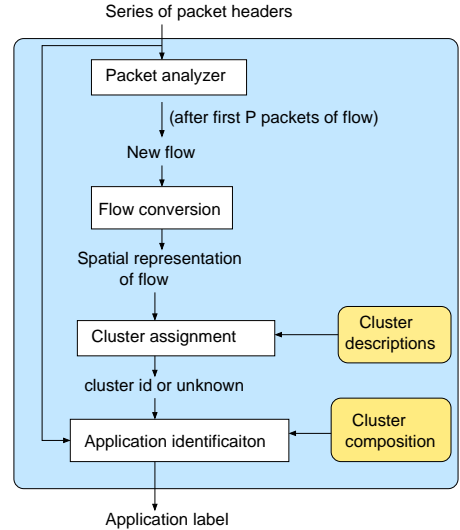 Series of packet headers
Packet analyzer
(after first P packets of flow)
New flow
Flow conversion
Spatial representation
of flow
Cluster assignment
Cluster
descriptions
cluster id or unknown
Application identificaiton
Cluster
composition
Application label